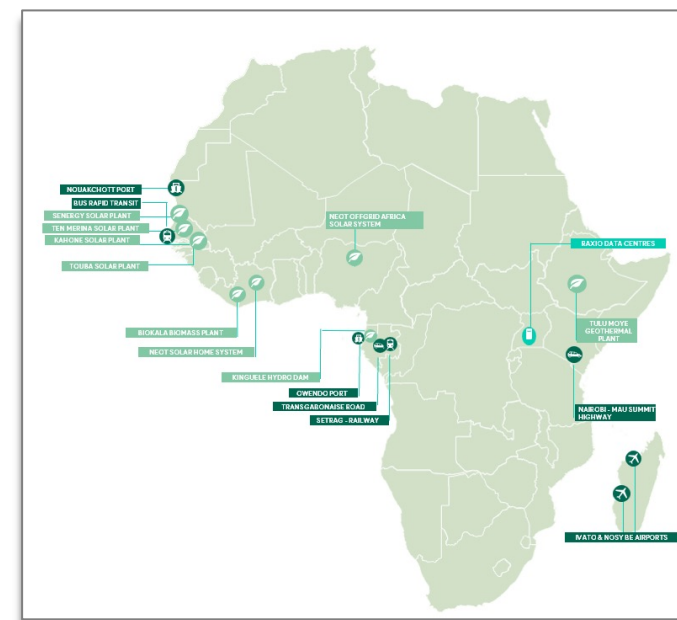 NOUAKCHOTT PORT
BUS RAPID TRANSIT
SENERGY SOLAR PLANT
TEN MERINA SOLAR PLANT
KAHONE SOLAR PLANT
TOUBA SOLAR PLANT
NEOT OFFGRID AFRICA
SOLAR SYSTEM
RAXIO DATA CENTRES
TULU MOYE
GEOTHERMAL
PLANT
BIOKALA BIOMASS PLANT
NEOT SOLAR HOME SYSTEM
KINGUELE HYDRO DAM
OWENDO PORT
TRANSGABONAISE ROAD
SETRAG - RAILWAY
NAIROBI - MAU SUMMIT
HIGHWAY
IVATO & NOSY BE AIRPORTS